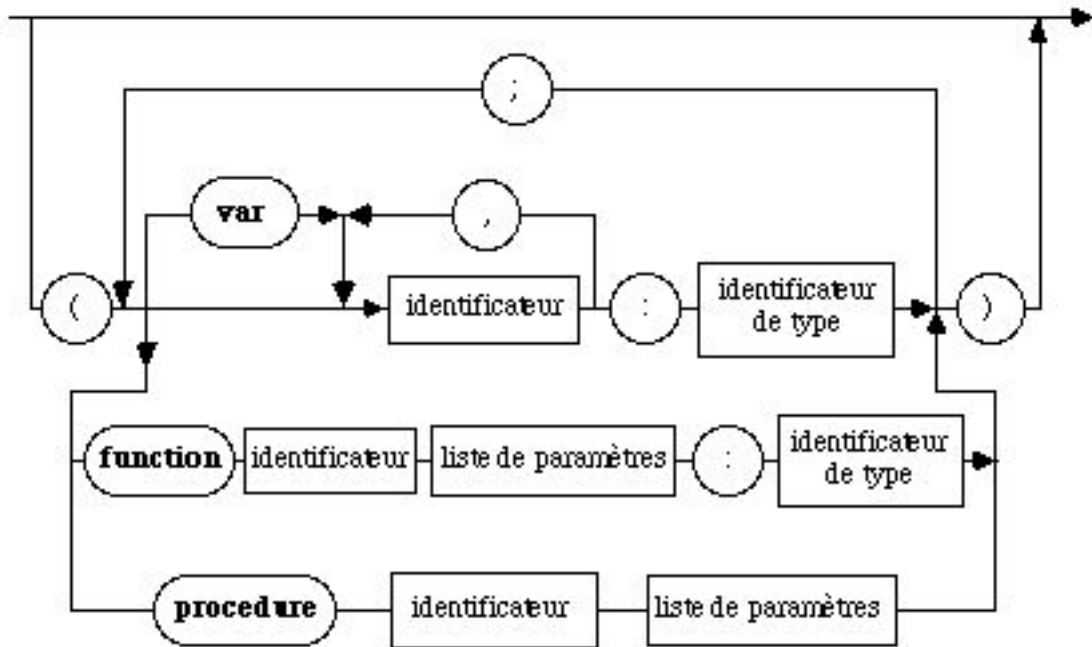 ;
var
,
(
identificateur
:
identificateur
de type
)
function
identificateur
liste de paramètres
:
identificateur
de type
procedure
identificateur
liste de paramètres